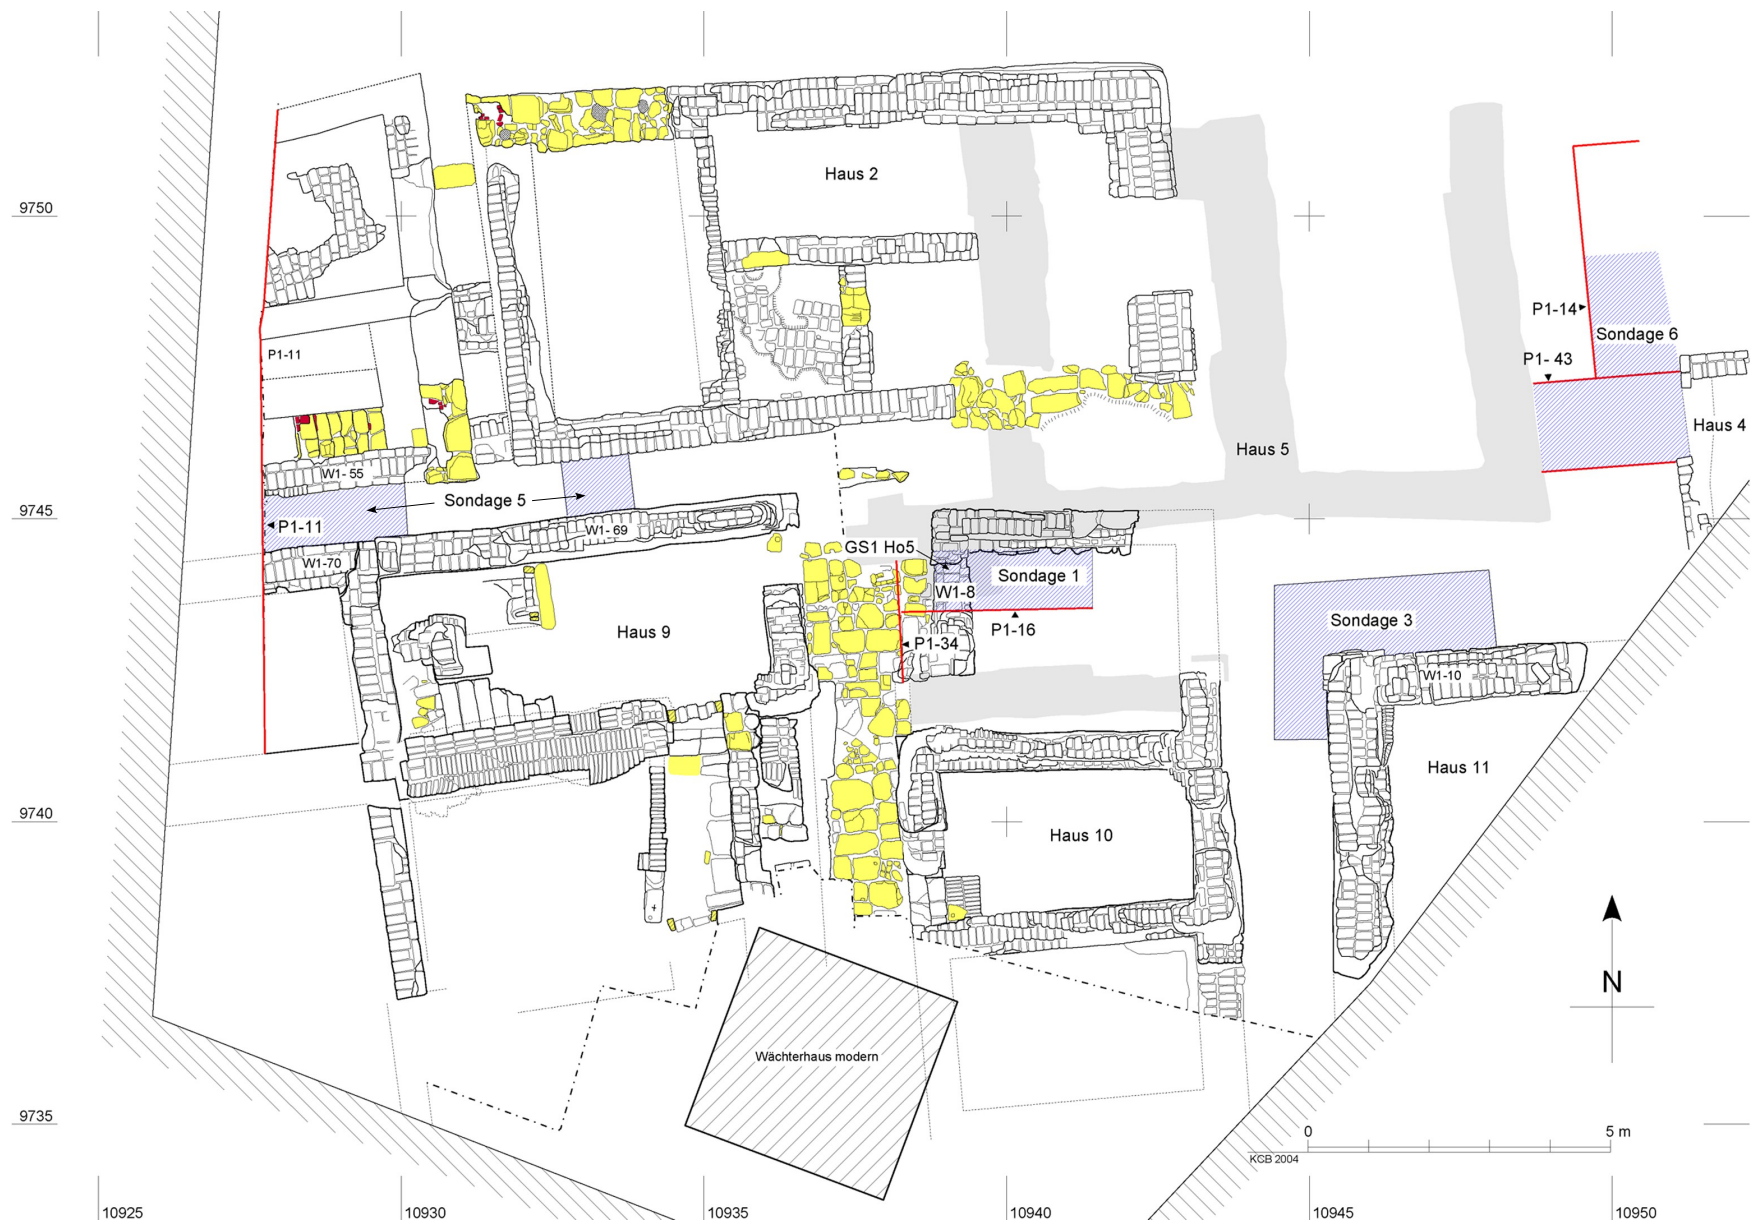 Haus 2
9750
P1-14
Sondage 6
P1-11
P1- 43
Haus 4
Haus 5
W1- 55
Sondage 5
9745
P1-11
W1- 69
GS1 Ho5
W1-70
Sondage 1
W1-8
Sondage 3
Haus 9
P1-16
P1-34
W1-10
Haus 11
9740
Haus 10
N
Wächterhaus modern
9735
0 5 m
KCB 2004
10925 10930 10935 10940 10945 10950